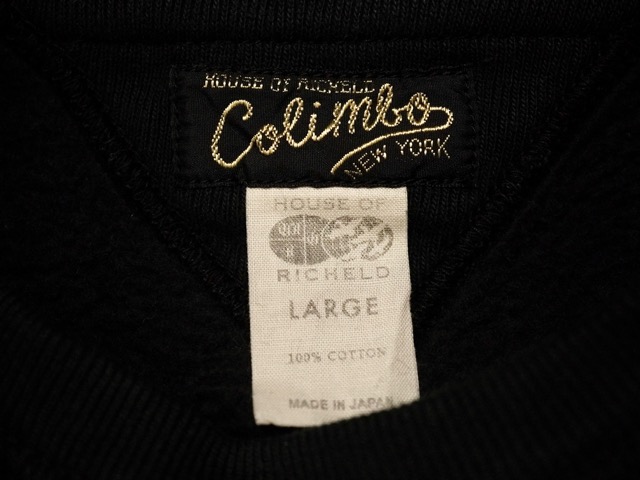 HOUSE OF RICHELD
Colimbo
NEW YORK
HOUSE OF
RICHELD
LARGE
100% COTTON
MADE IN JAPAN